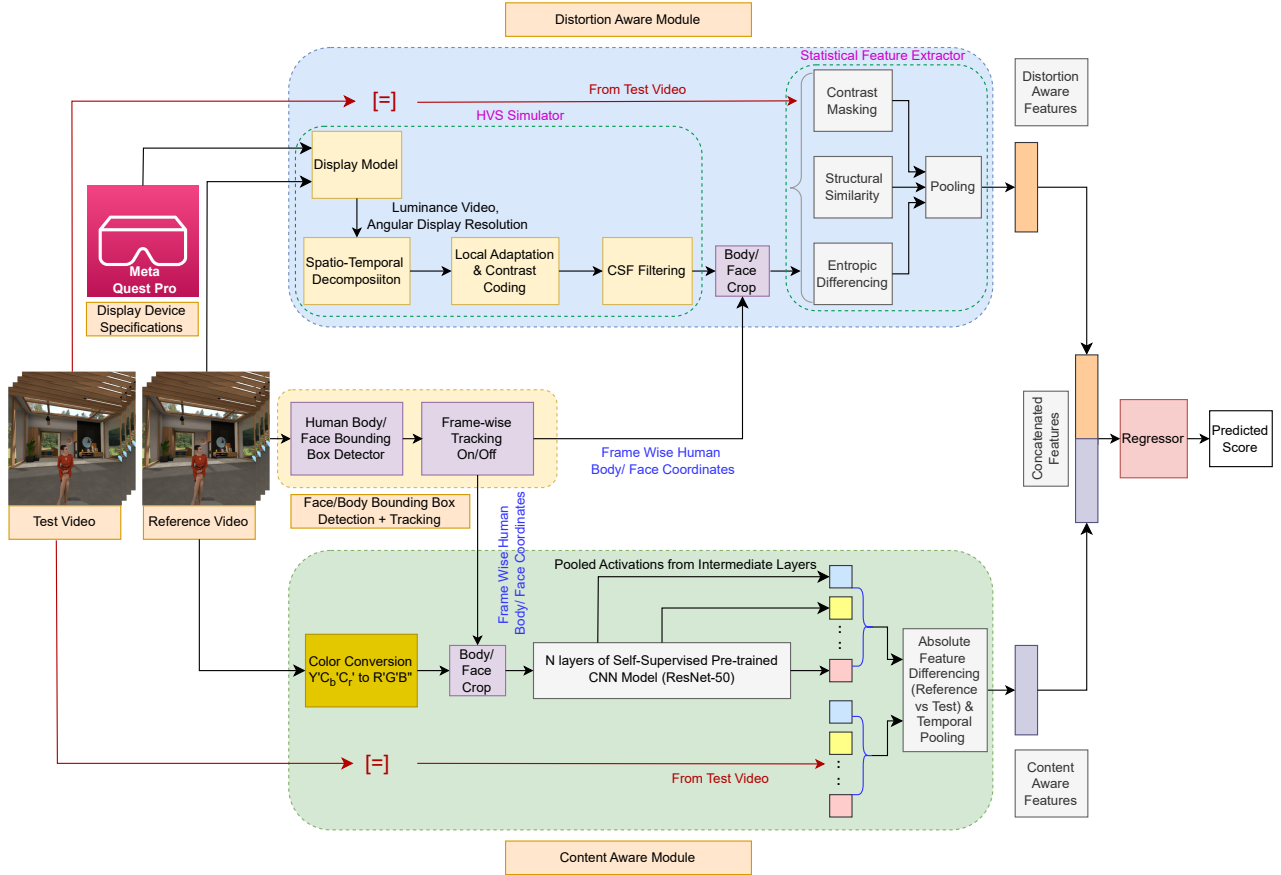 Distortion Aware Module
Statistical Feature Extractor
[=]
From Test Video
HVS Simulator
Contrast
Masking
Distortion
Aware
Features
Display Model
Structural
Similarity
Pooling
Luminance Video,
Angular Display Resolution
Spatio-Temporal
Decomposiiton
Local Adaptation
& Contrast
Coding
CSF Filtering
Body/
Face
Crop
Entropic
Differencing
Meta
Quest Pro
Display Device
Specifications
Human Body/
Face Bounding
Box Detector
Frame-wise
Tracking
On/Off
Frame Wise Human
Body/ Face Coordinates
Face/Body Bounding Box
Detection + Tracking
Test Video
Reference Video
Concatenated
Features
Regressor
Predicted
Score
Frame Wise Human
Body/ Face Coordinates
Pooled Activations from Intermediate Layers
Color Conversion
Y'Cb'Cr' to R'G'B"
Body/
Face
Crop
N layers of Self-Supervised Pre-trained
CNN Model (ResNet-50)
Absolute
Feature
Differencing
(Reference
vs Test) &
Temporal
Pooling
[=]
From Test Video
Content
Aware
Features
Content Aware Module